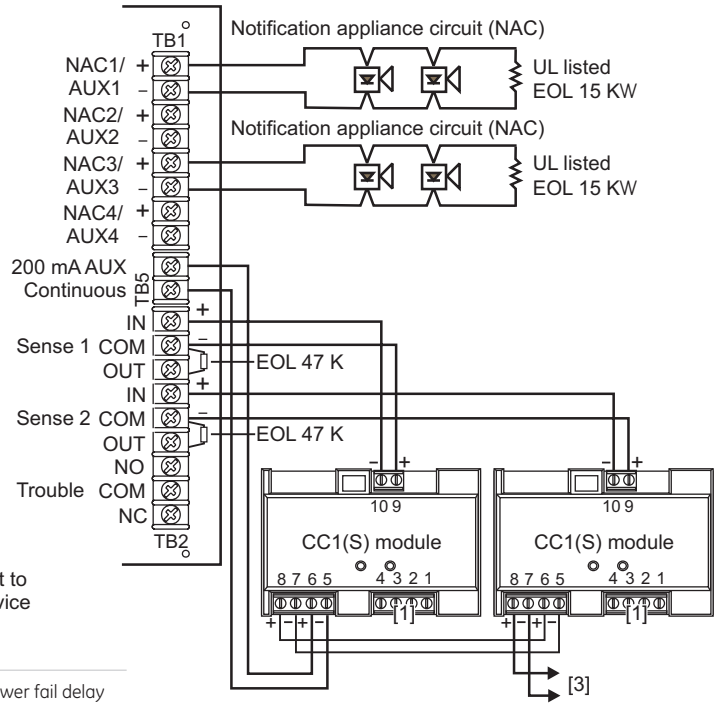 TB1
Notification appliance circuit (NAC)
NAC1/ +
AUX1 –
UL listed
EOL 15 KW
NAC2/ +
AUX2 –
Notification appliance circuit (NAC)
NAC3/ +
AUX3 –
UL listed
EOL 15 KW
NAC4/ +
AUX4 –
200 mA AUX
Continuous
TB5
+
IN
–
Sense 1 COM
OUT
EOL 47 K
+
IN
–
Sense 2 COM
OUT
EOL 47 K
NO
Trouble COM
NC
TB2
– +
10 9
CC1(S) module
8 7 6 5 4 3 2 1
[1]
+ – + –
– +
10 9
CC1(S) module
8 7 6 5 4 3 2 1
[1]
+ – + –
[3]
t to
vice
wer fail delay